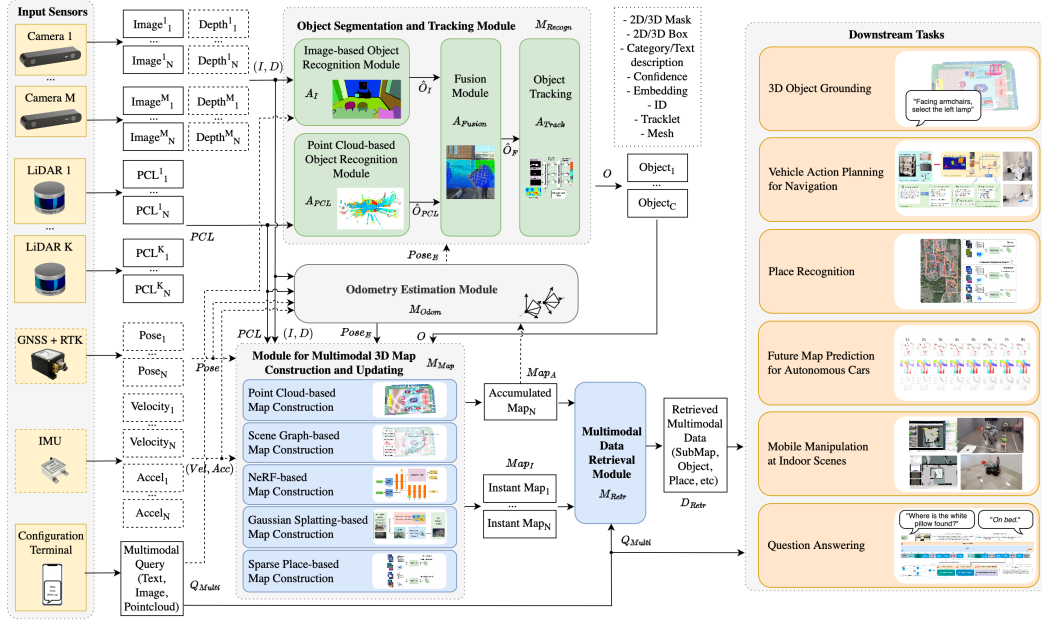 Input Sensors
Camera 1
...
Camera M
LiDAR 1
...
LiDAR K
GNSS + RTK
IMU
Configuration
Terminal
Image¹₁
Depth¹₁
...
Image¹N
Depth¹N
Imageᴹ₁
Depthᴹ₁
...
ImageᴹN
DepthᴹN
PCL¹₁
...
PCL¹N
PCLᴷ₁
...
PCLᴷN
Pose₁
...
PoseN
Velocity₁
...
VelocityN
Accel₁
...
AccelN
Multimodal
Query
(Text,
Image,
Pointcloud)
(I, D)
PCL
Pose
(Vel, Acc)
Q_Multi
Object Segmentation and Tracking Module
M_Recogn
Image-based Object
Recognition Module
A_I
Ô_I
Point Cloud-based
Object Recognition
Module
A_PCL
Ô_PCL
Fusion
Module
A_Fusion
Ô_F
Object
Tracking
A_Track
O
- 2D/3D Mask
- 2D/3D Box
- Category/Text
description
- Confidence
- Embedding
- ID
- Tracklet
- Mesh
Object₁
...
ObjectC
Pose_E
Odometry Estimation Module
M_Odom
PCL
(I, D)
Pose_E
O
Module for Multimodal 3D Map
Construction and Updating
M_Map
Point Cloud-based
Map Construction
Scene Graph-based
Map Construction
NeRF-based
Map Construction
Gaussian Splatting-based
Map Construction
Sparse Place-based
Map Construction
Map_A
Accumulated
MapN
Map_I
Instant Map₁
...
Instant MapN
Multimodal
Data
Retrieval
Module
M_Retr
Q_Multi
Retrieved
Multimodal
Data
(SubMap,
Object,
Place, etc)
D_Retr
Downstream Tasks
3D Object Grounding
"Facing armchairs,
select the left lamp"
Vehicle Action Planning
for Navigation
Place Recognition
Future Map Prediction
for Autonomous Cars
Mobile Manipulation
at Indoor Scenes
Question Answering
"Where is the white
pillow found?"
"On bed."